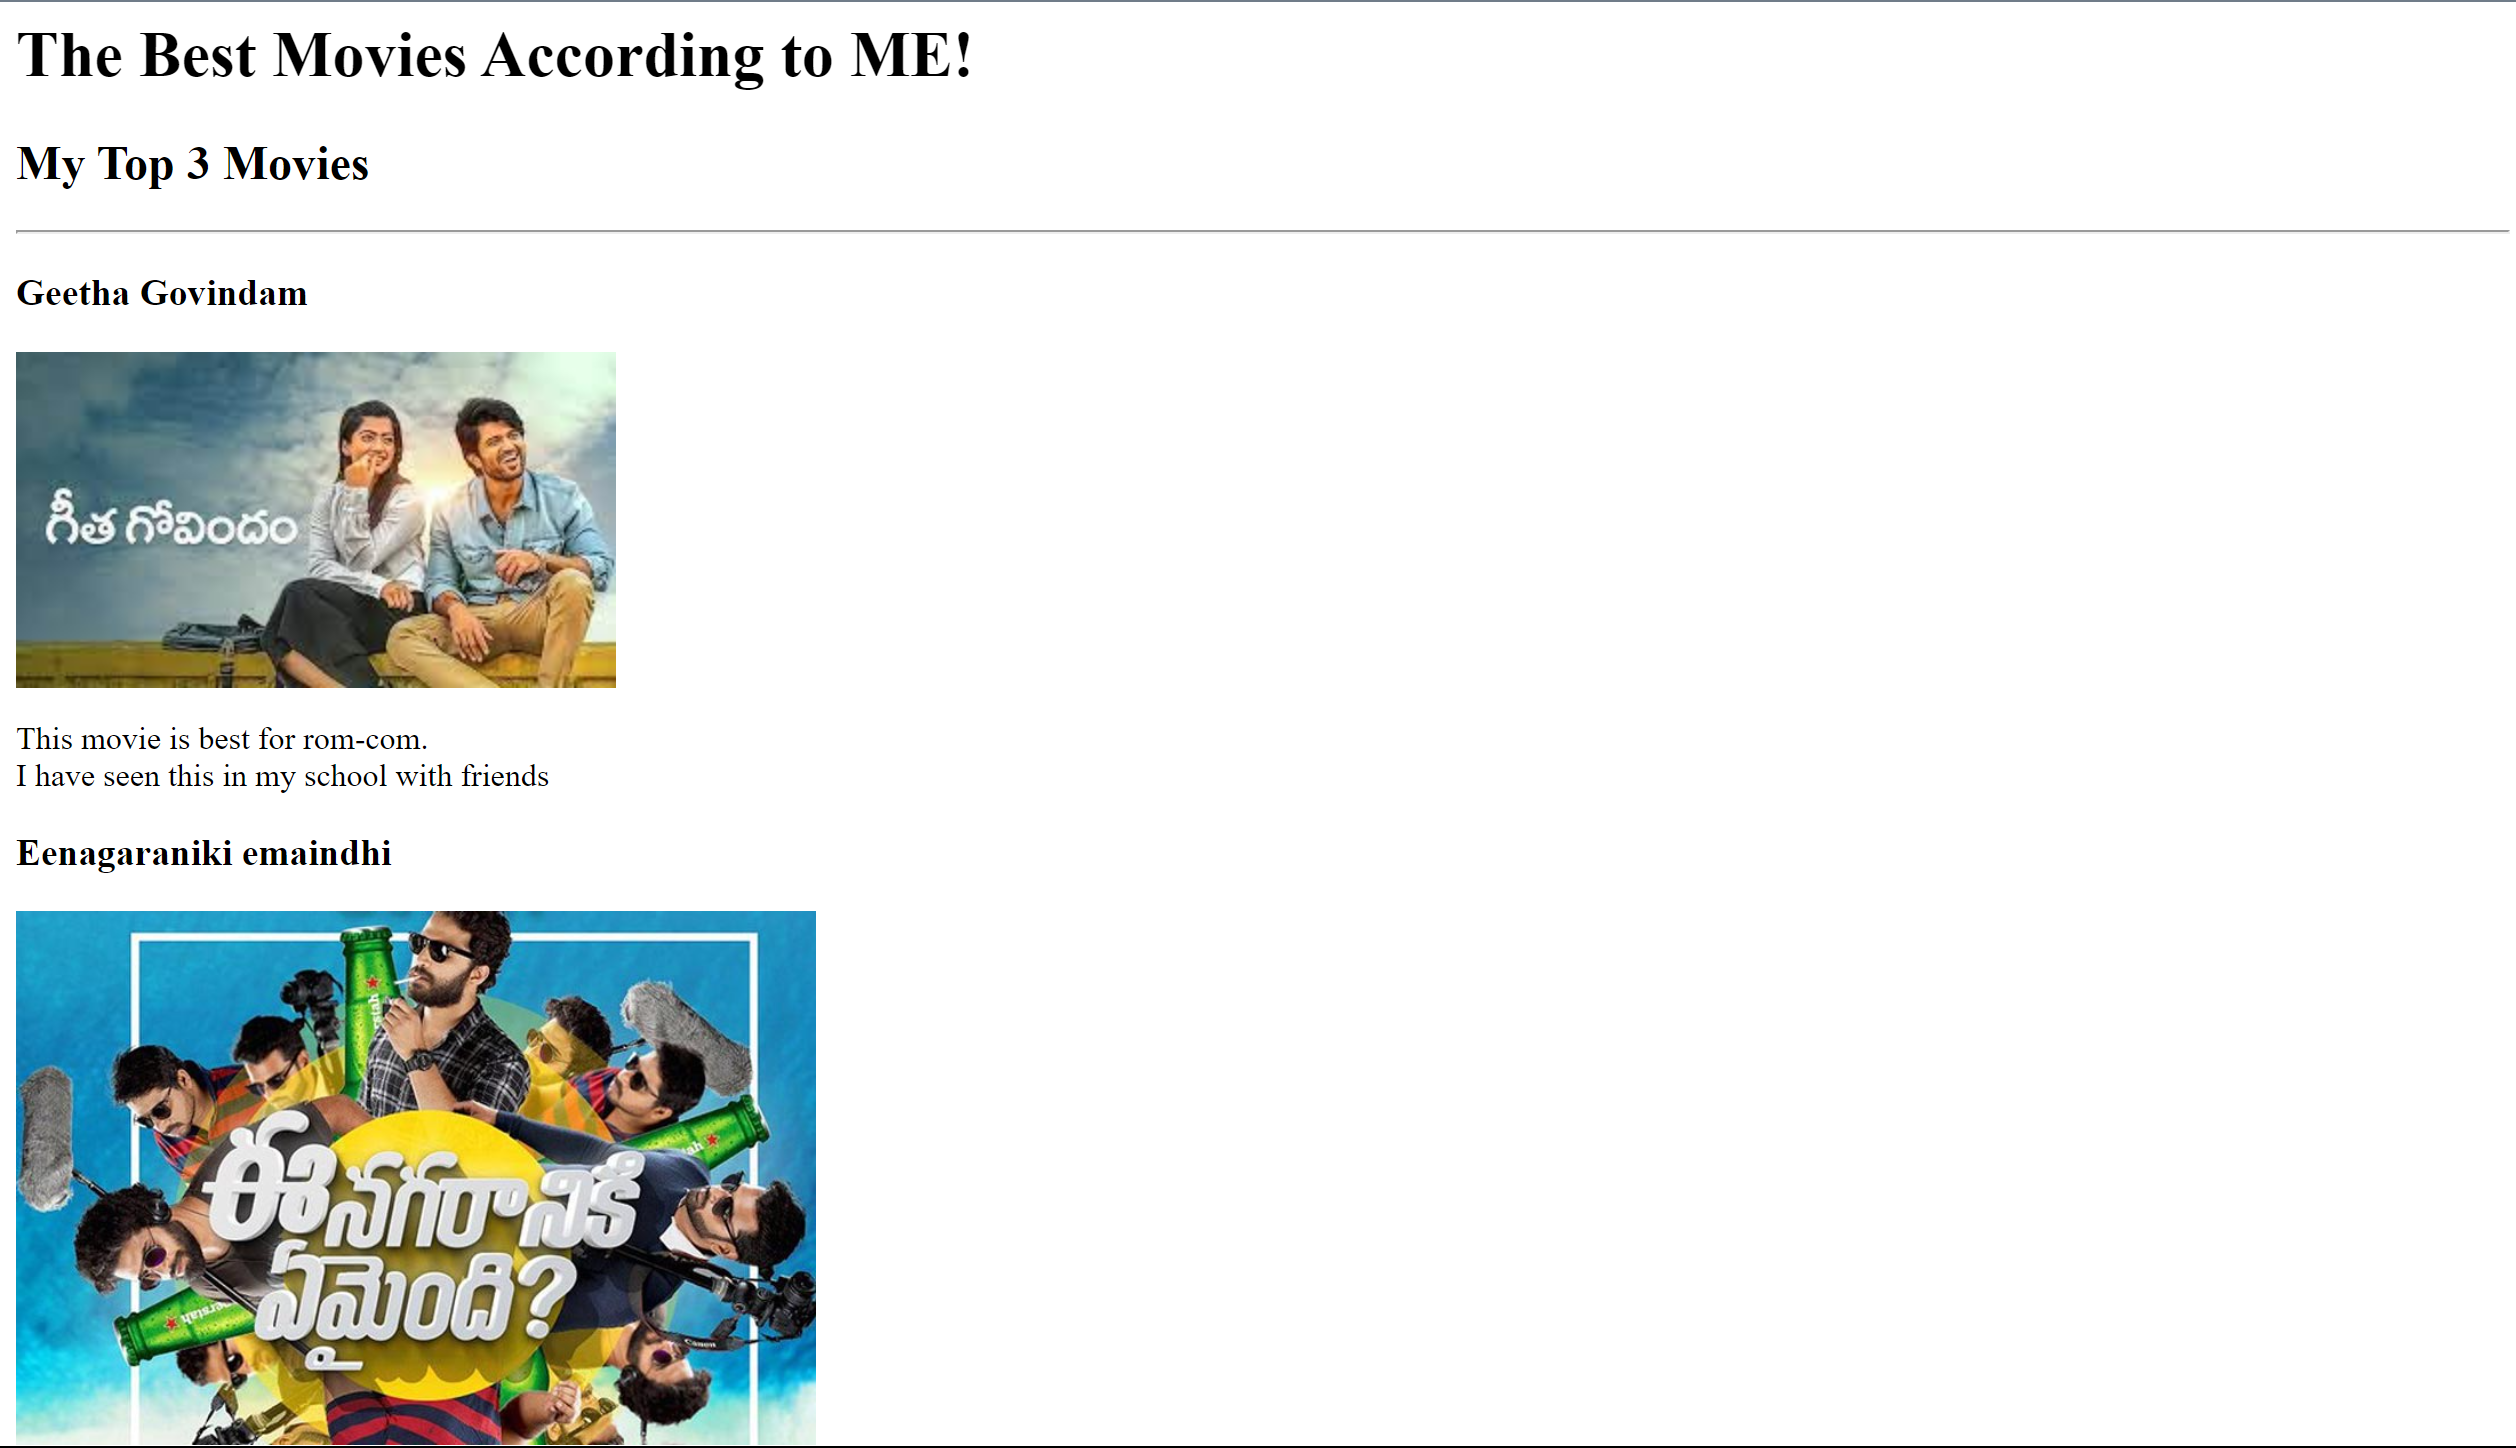 The Best Movies According to ME!
My Top 3 Movies
Geetha Govindam
గీత గోవిందం
This movie is best for rom-com.
I have seen this in my school with friends
Eenagaraniki emaindhi
ఈ నగరానికి
ఏమైంది?
Canon